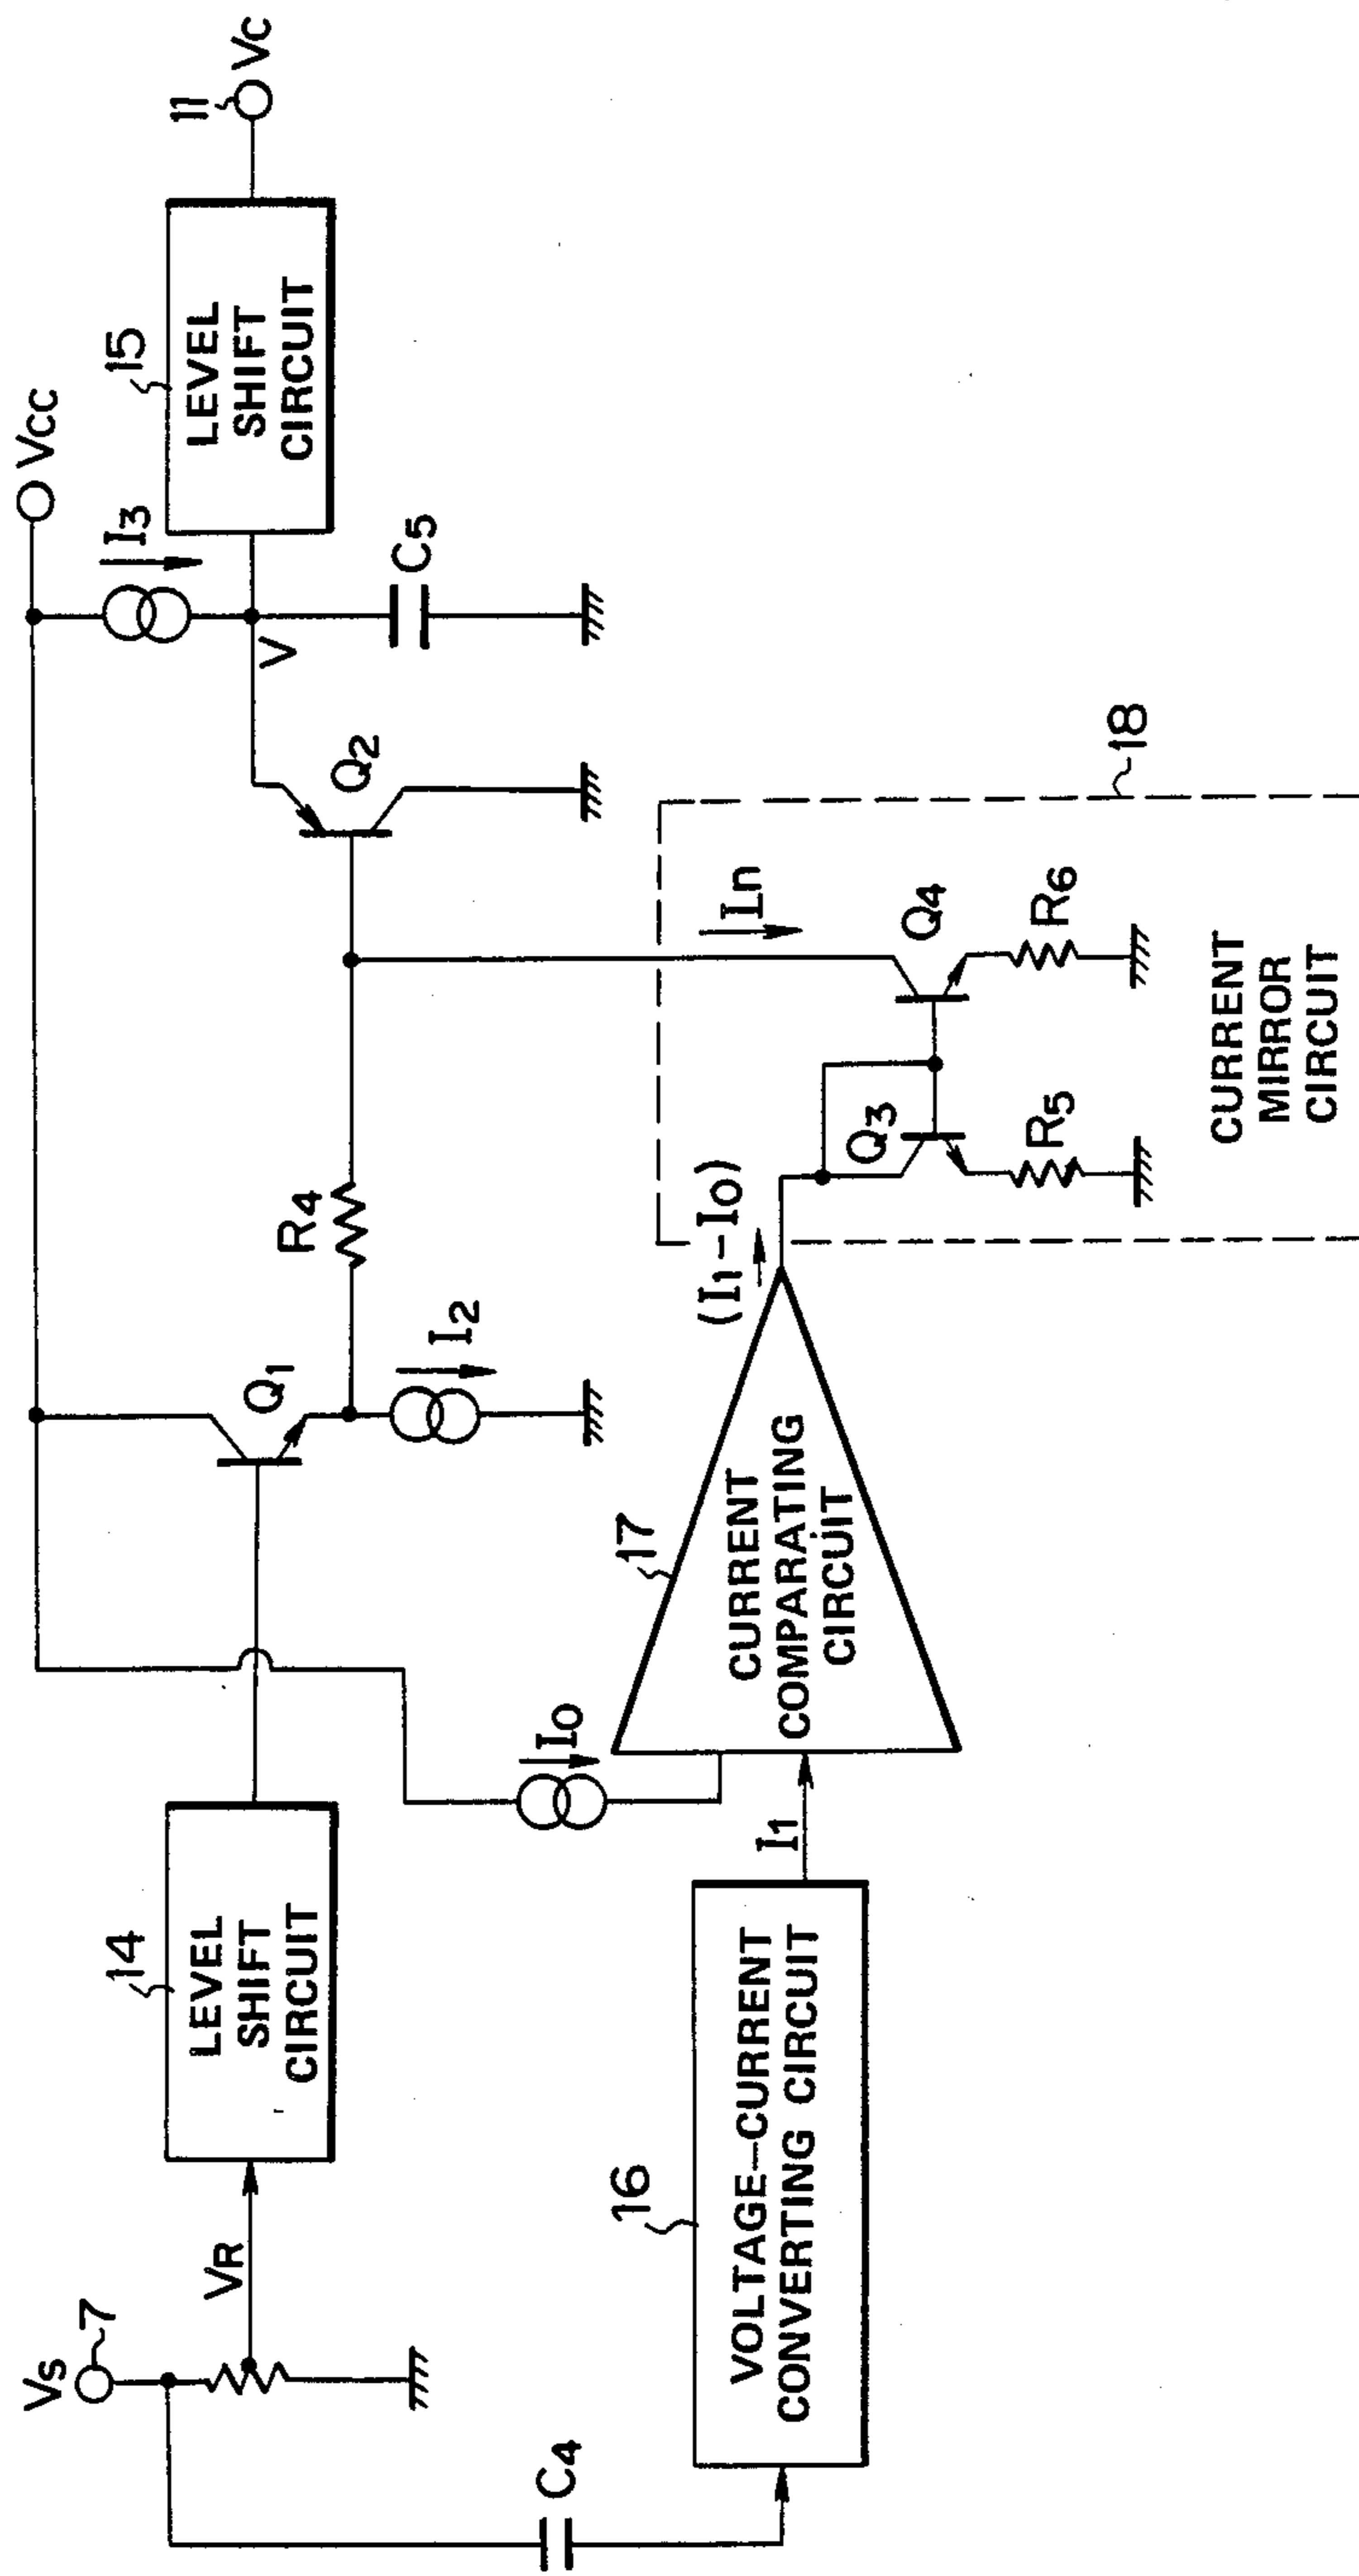 Vs
7
VR
14
LEVEL
SHIFT
CIRCUIT
Q1
I2
R4
Q2
V
I3
Vcc
C5
15
LEVEL
SHIFT
CIRCUIT
11
Vc
C4
16
VOLTAGE-CURRENT
CONVERTING CIRCUIT
I1
I0
17
CURRENT
COMPARATING
CIRCUIT
(I1-I0)
In
Q3
Q4
R5
R6
18
CURRENT
MIRROR
CIRCUIT